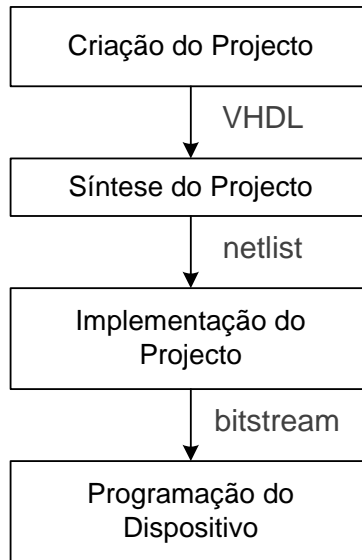 Criação do Projecto
VHDL
Síntese do Projecto
netlist
Implementação do
Projecto
bitstream
Programação do
Dispositivo